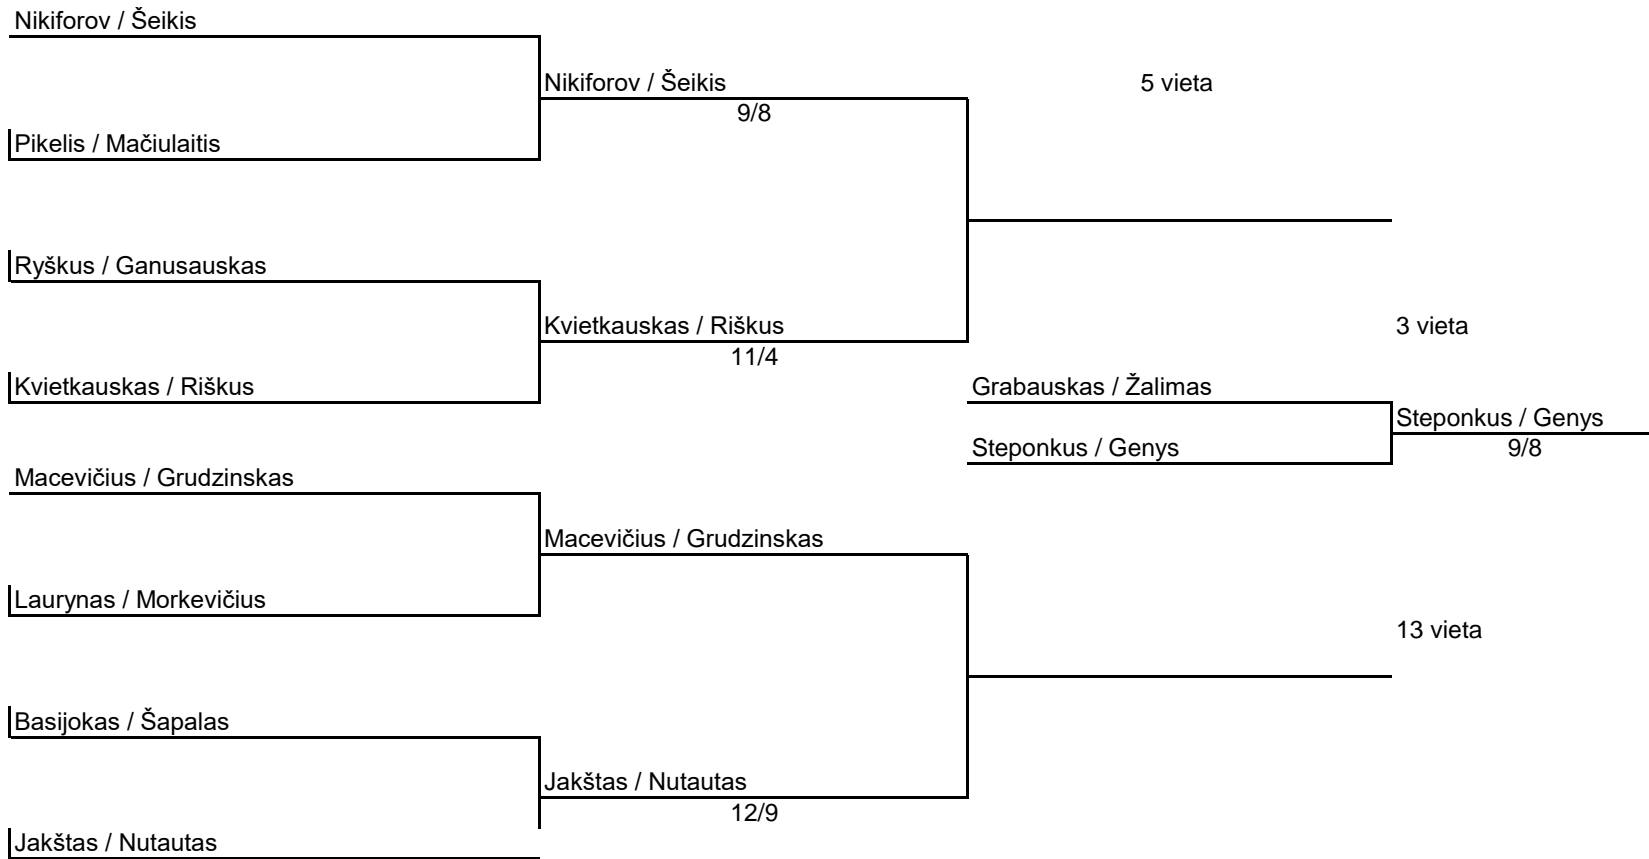 Nikiforov / Šeikis
Nikiforov / Šeikis
5 vieta
9/8
Pikelis / Mačiulaitis
Ryškus / Ganusauskas
Kvietkauskas / Riškus
3 vieta
11/4
Kvietkauskas / Riškus
Grabauskas / Žalimas
Steponkus / Genys
Steponkus / Genys
9/8
Macevičius / Grudzinskas
Macevičius / Grudzinskas
Laurynas / Morkevičius
13 vieta
Basijokas / Šapalas
Jakštas / Nutautas
12/9
Jakštas / Nutautas